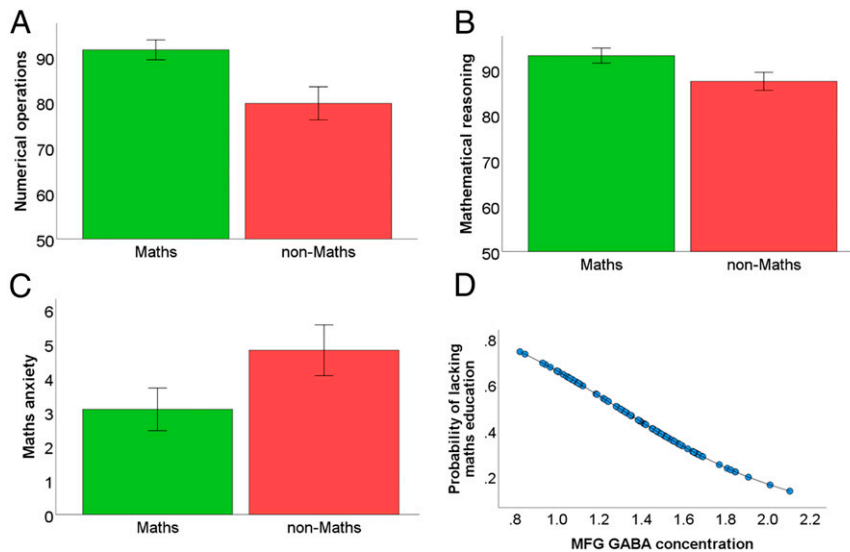 A
Numerical operations
90
80
70
60
50
Maths
non-Maths
B
Mathematical reasoning
90
80
70
60
50
Maths
non-Maths
C
Maths anxiety
6
5
4
3
2
1
0
Maths
non-Maths
D
Probability of lacking
maths education
.8
.6
.4
.2
.8 1.0 1.2 1.4 1.6 1.8 2.0 2.2
MFG GABA concentration